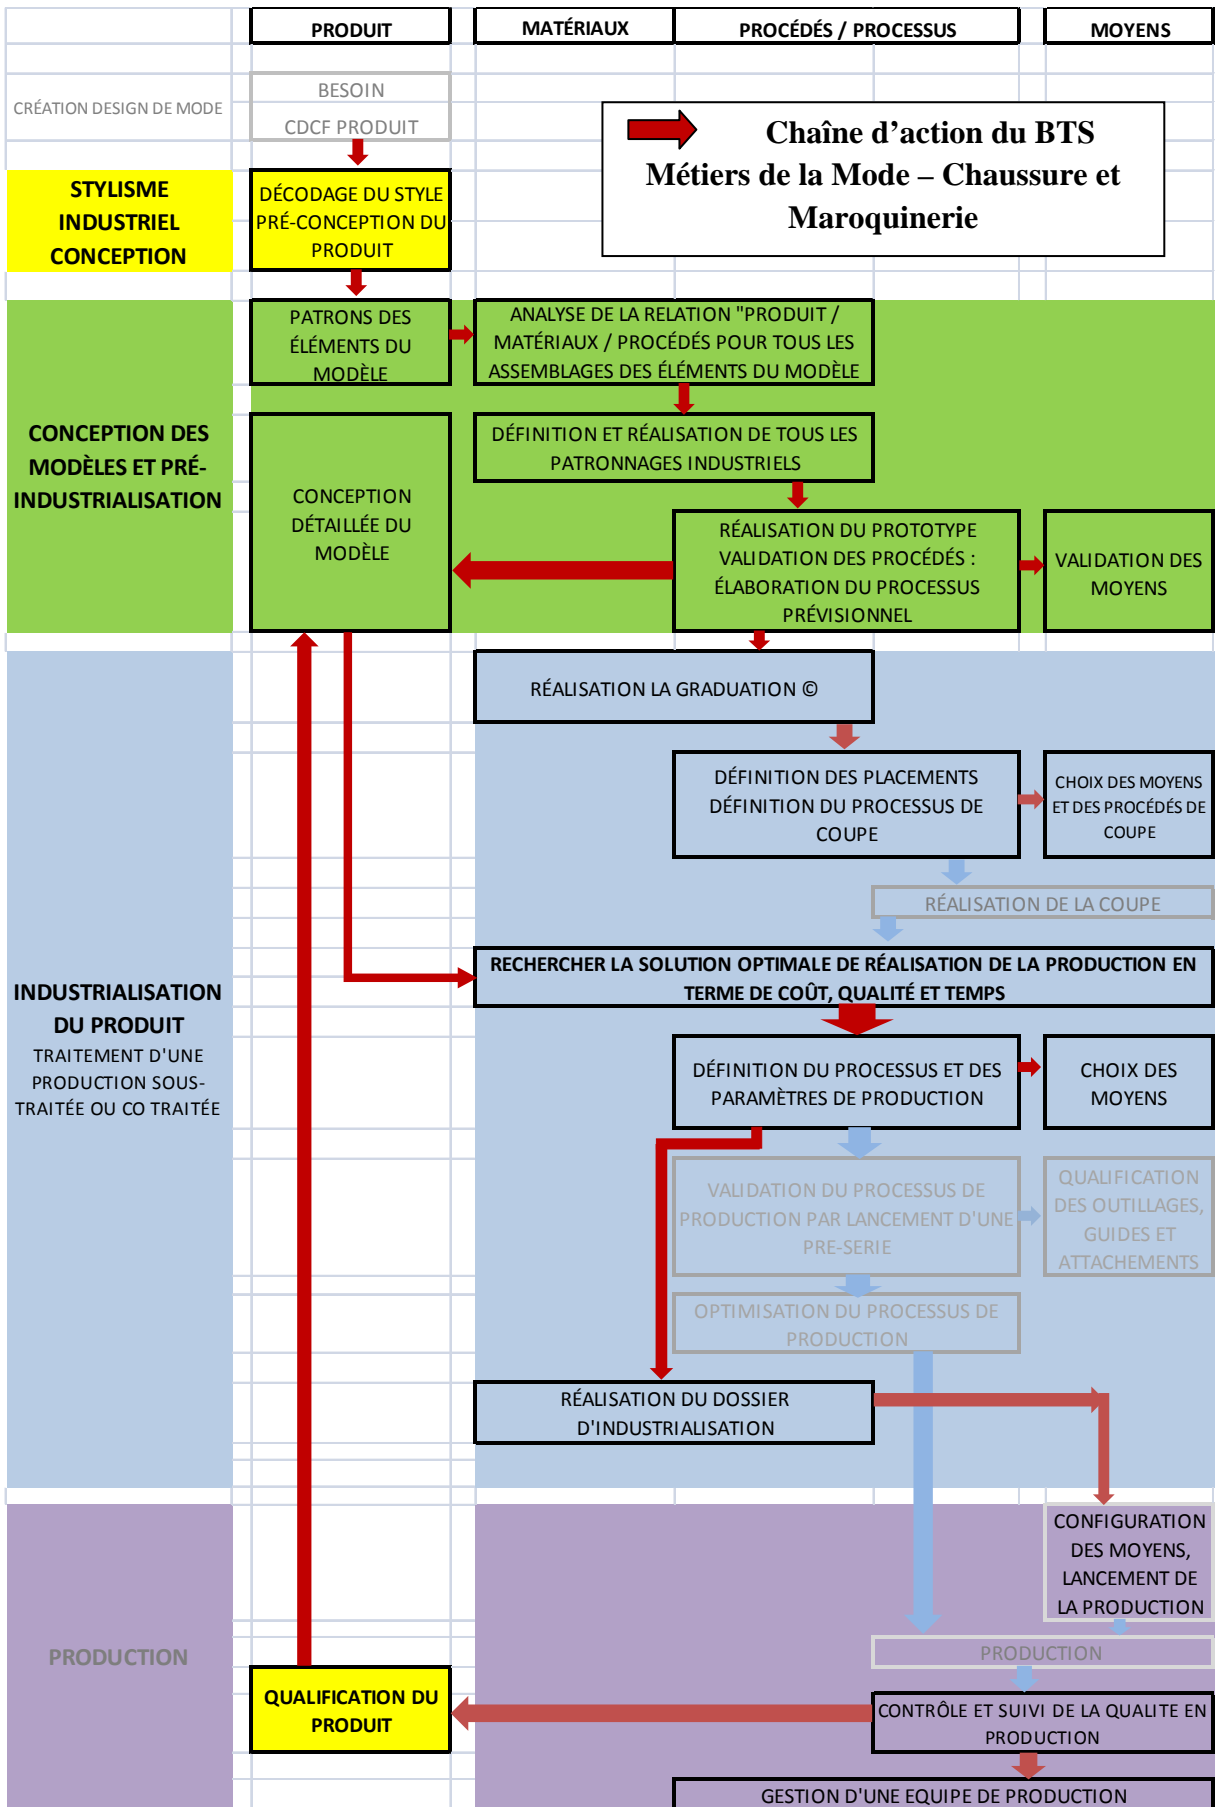 PRODUIT
MATÉRIAUX
PROCÉDÉS / PROCESSUS
MOYENS
CRÉATION DESIGN DE MODE
BESOIN
CDCF PRODUIT
Chaîne d'action du BTS
Métiers de la Mode – Chaussure et
Maroquinerie
STYLISME
INDUSTRIEL
CONCEPTION
DÉCODAGE DU STYLE
PRÉ-CONCEPTION DU
PRODUIT
PATRONS DES
ÉLÉMENTS DU
MODÈLE
ANALYSE DE LA RELATION "PRODUIT /
MATÉRIAUX / PROCÉDÉS POUR TOUS LES
ASSEMBLAGES DES ÉLÉMENTS DU MODÈLE
CONCEPTION DES
MODÈLES ET PRÉ-
INDUSTRIALISATION
DÉFINITION ET RÉALISATION DE TOUS LES
PATRONNAGES INDUSTRIELS
CONCEPTION
DÉTAILLÉE DU
MODÈLE
RÉALISATION DU PROTOTYPE
VALIDATION DES PROCÉDÉS :
ÉLABORATION DU PROCESSUS
PRÉVISIONNEL
VALIDATION DES
MOYENS
RÉALISATION LA GRADUATION ©
DÉFINITION DES PLACEMENTS
DÉFINITION DU PROCESSUS DE
COUPE
CHOIX DES MOYENS
ET DES PROCÉDÉS DE
COUPE
RÉALISATION DE LA COUPE
RECHERCHER LA SOLUTION OPTIMALE DE RÉALISATION DE LA PRODUCTION EN
TERME DE COÛT, QUALITÉ ET TEMPS
INDUSTRIALISATION
DU PRODUIT
TRAITEMENT D'UNE
PRODUCTION SOUS-
TRAITÉE OU CO TRAITÉE
DÉFINITION DU PROCESSUS ET DES
PARAMÈTRES DE PRODUCTION
CHOIX DES
MOYENS
VALIDATION DU PROCESSUS DE
PRODUCTION PAR LANCEMENT D'UNE
PRE-SERIE
QUALIFICATION
DES OUTILLAGES,
GUIDES ET
ATTACHEMENTS
OPTIMISATION DU PROCESSUS DE
PRODUCTION
RÉALISATION DU DOSSIER
D'INDUSTRIALISATION
CONFIGURATION
DES MOYENS,
LANCEMENT DE
LA PRODUCTION
PRODUCTION
PRODUCTION
QUALIFICATION DU
PRODUIT
CONTRÔLE ET SUIVI DE LA QUALITE EN
PRODUCTION
GESTION D'UNE EQUIPE DE PRODUCTION